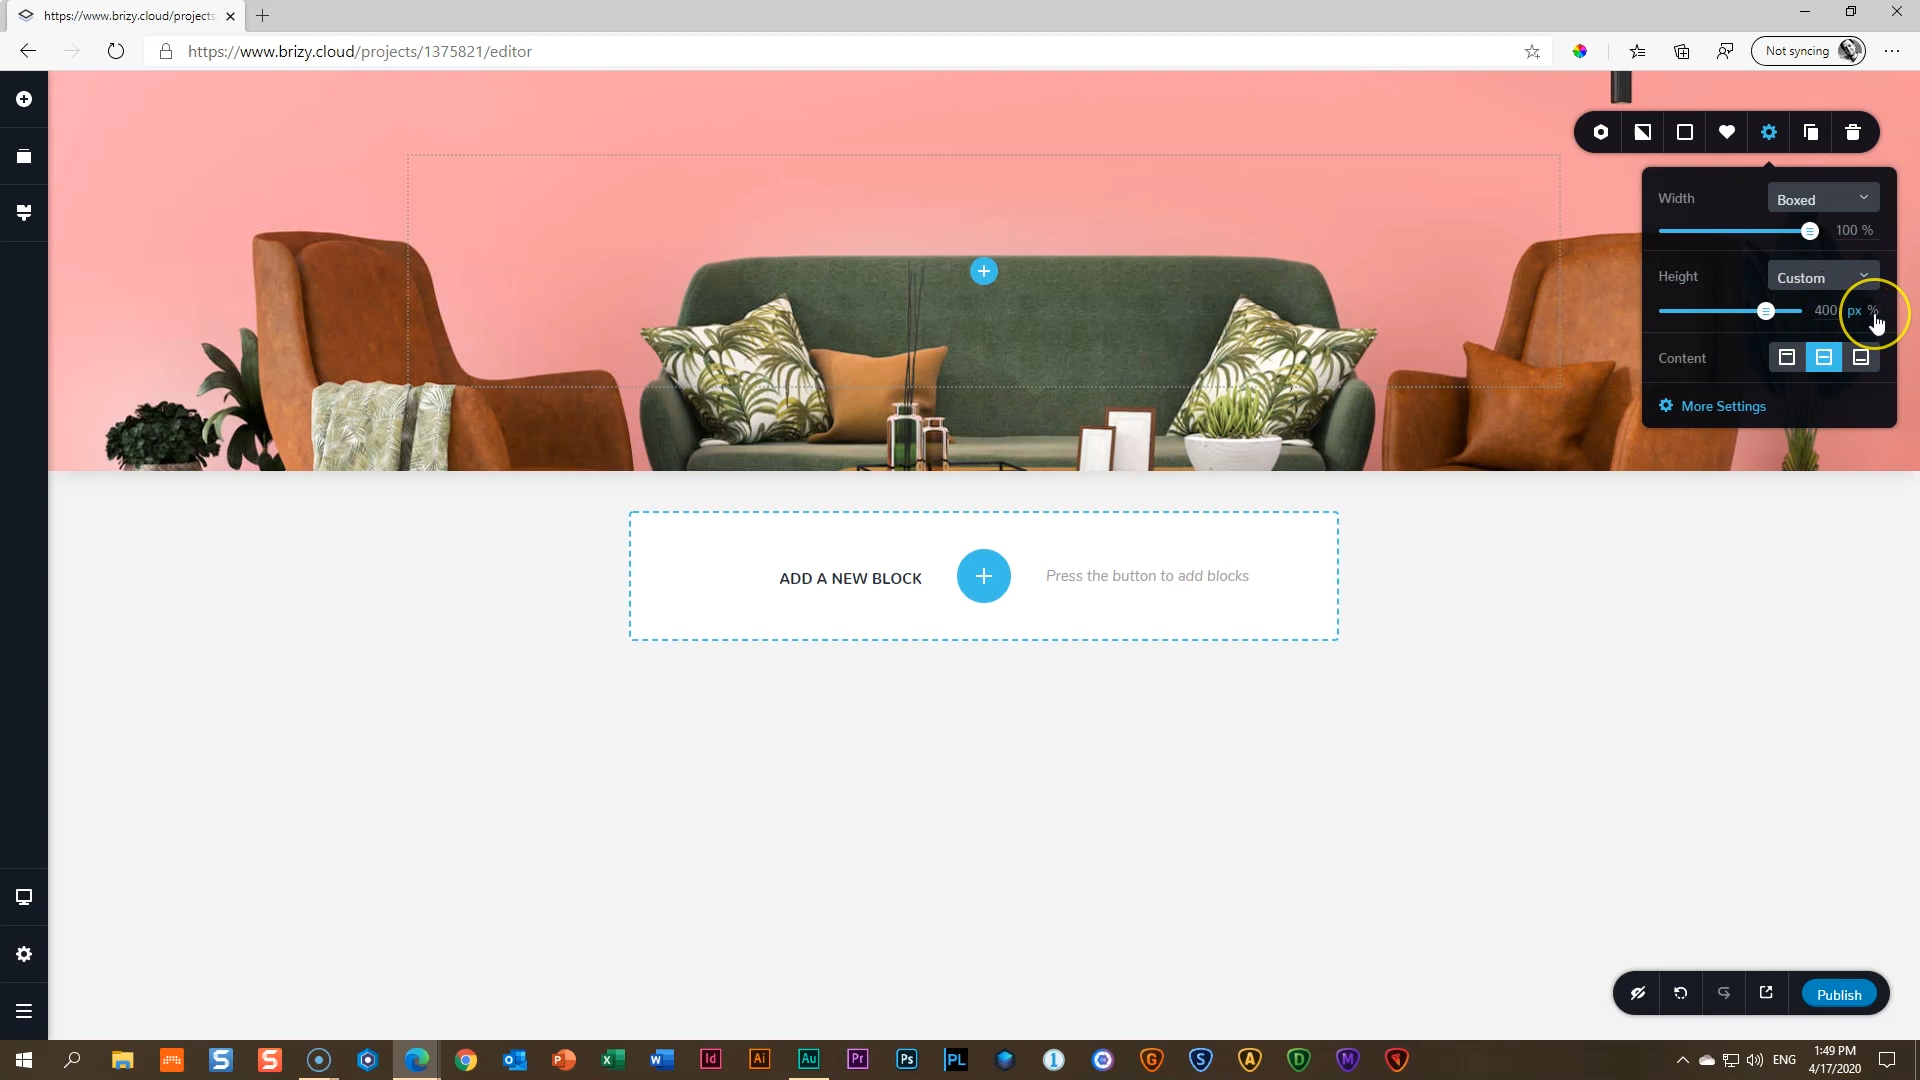 https://www.brizy.cloud/projects
https://www.brizy.cloud/projects/1375821/editor
Not syncing
Width
Boxed
100 %
Height
Custom
400 px %
Content
More Settings
ADD A NEW BLOCK
Press the button to add blocks
Publish
S
S
P
X
W
Id
Ai
Au
Pr
Ps
PL
1
G
S
A
D
M
ENG
1:49 PM
4/17/2020